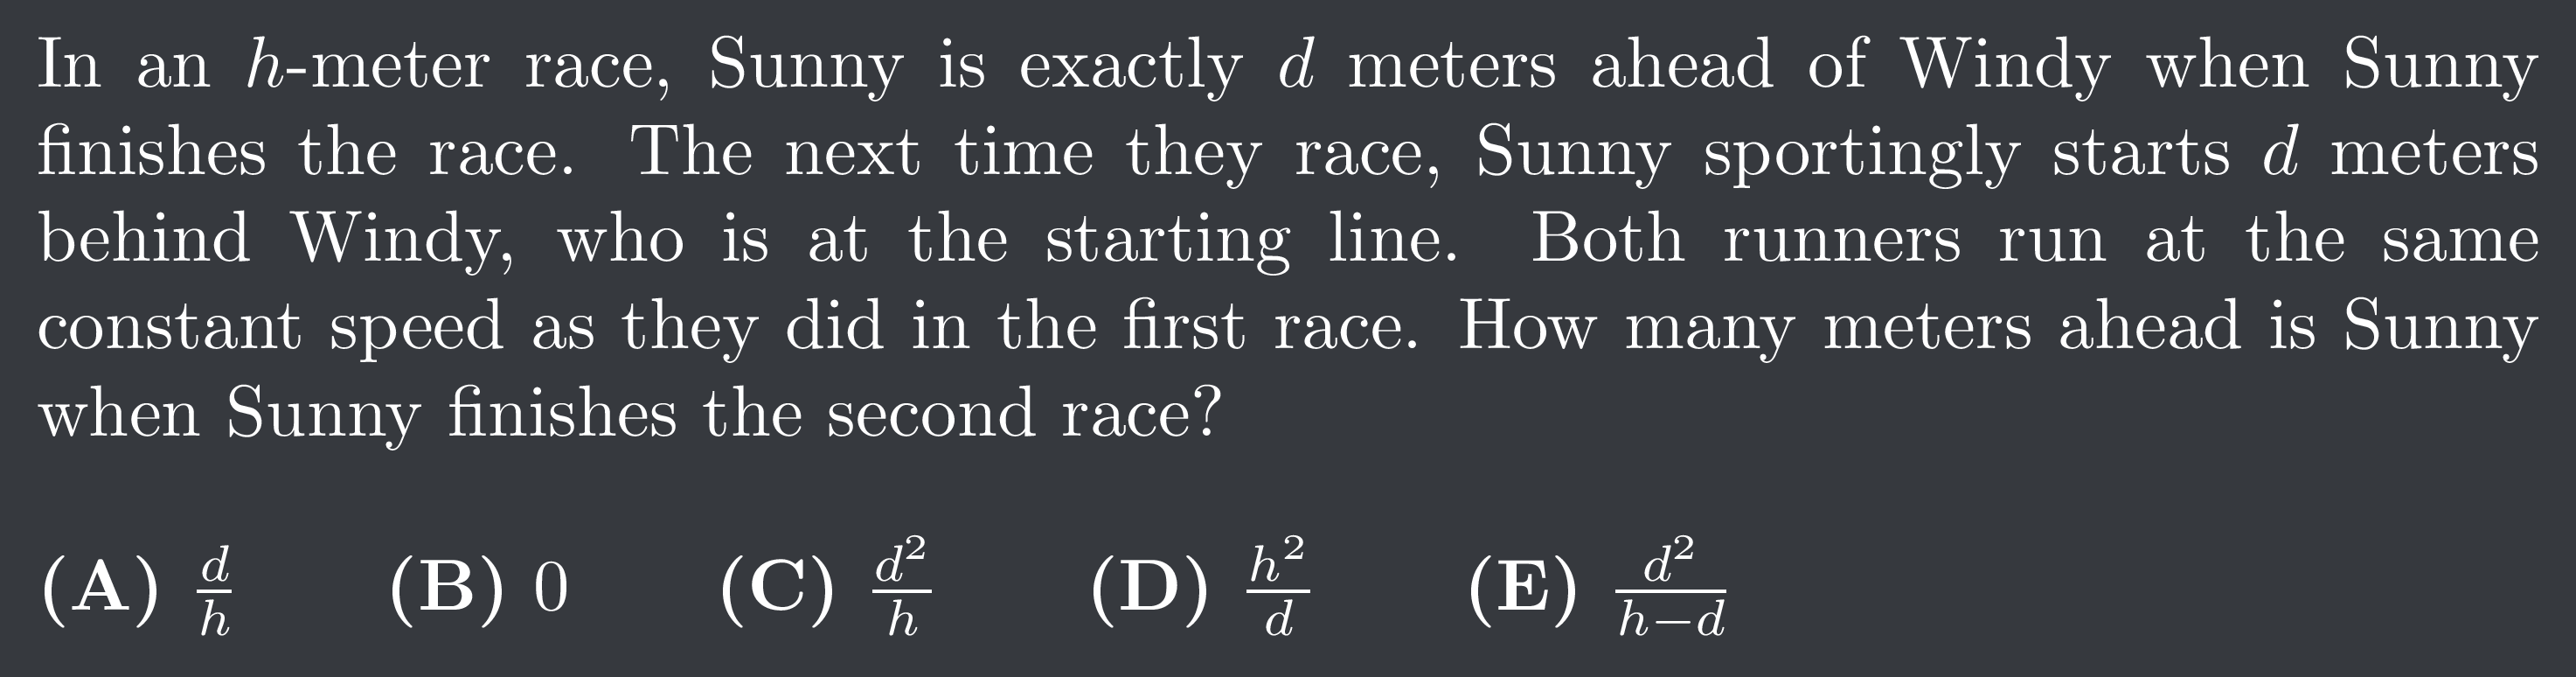 In an h-meter race, Sunny is exactly d meters ahead of Windy when Sunny
finishes the race. The next time they race, Sunny sportingly starts d meters
behind Windy, who is at the starting line. Both runners run at the same
constant speed as they did in the first race. How many meters ahead is Sunny
when Sunny finishes the second race?
(A) \frac{d}{h} (B) 0 (C) \frac{d^2}{h} (D) \frac{h^2}{d} (E) \frac{d^2}{h-d}